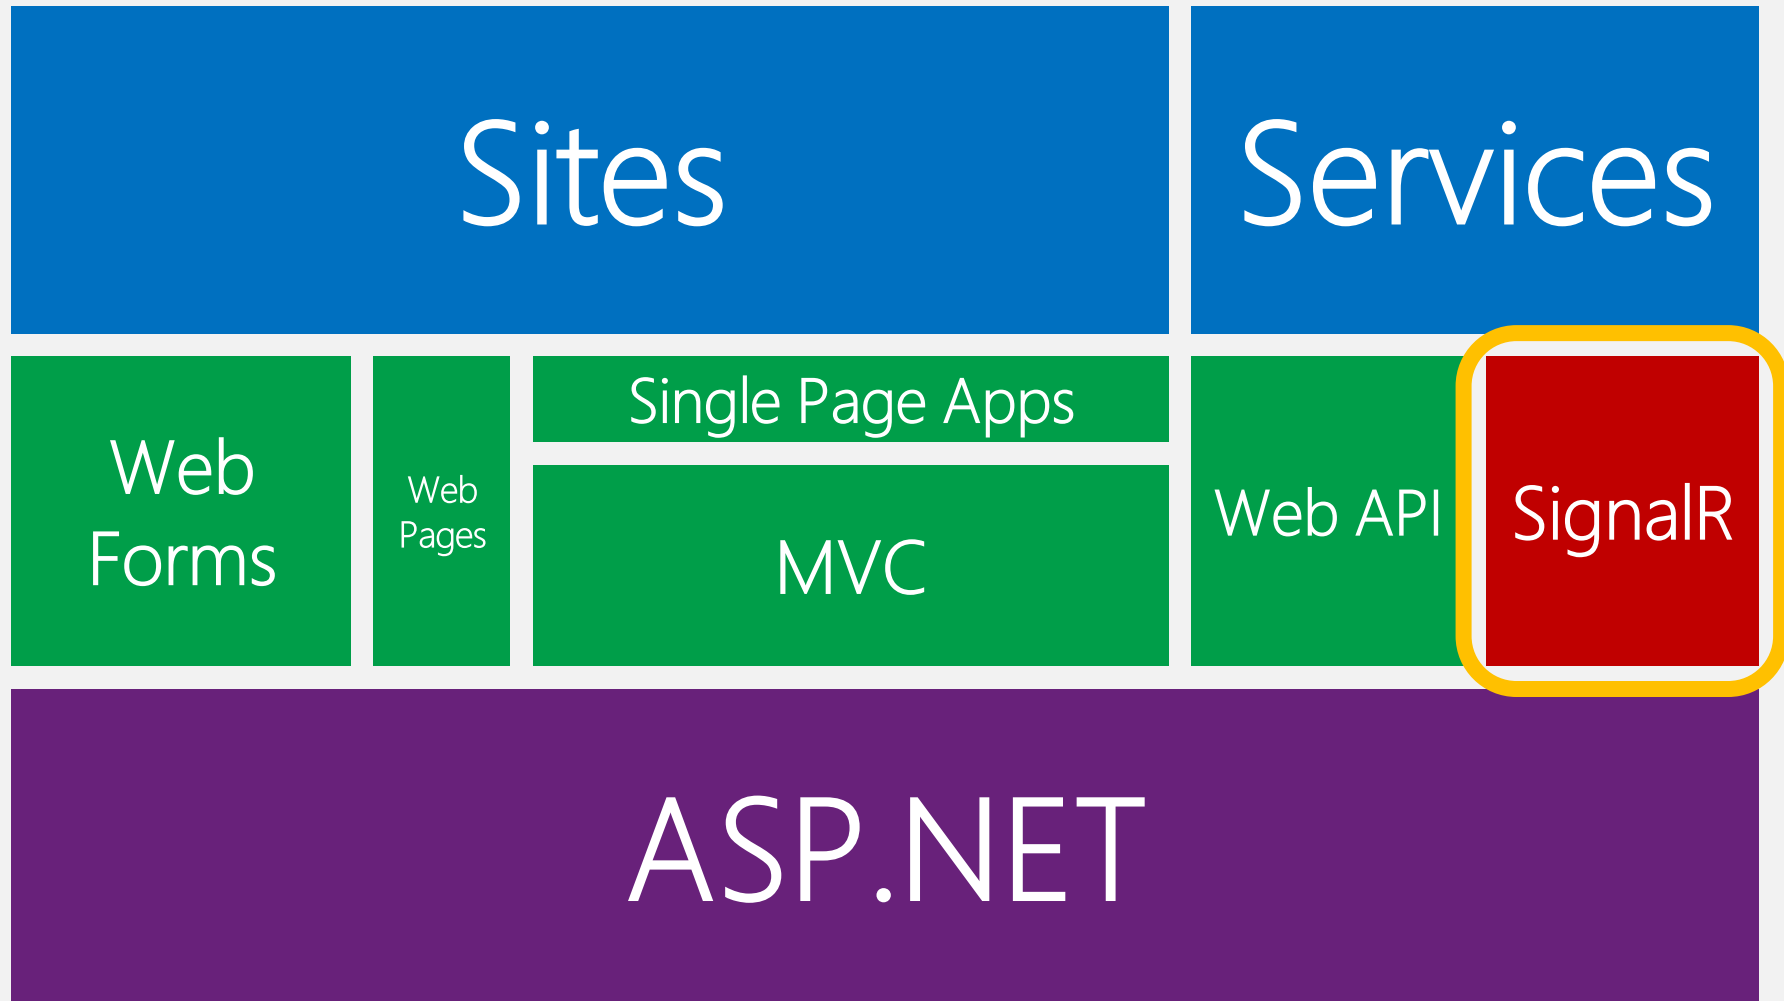 Sites
Services
Web
Forms
Web
Pages
Single Page Apps
MVC
Web API
SignalR
ASP.NET